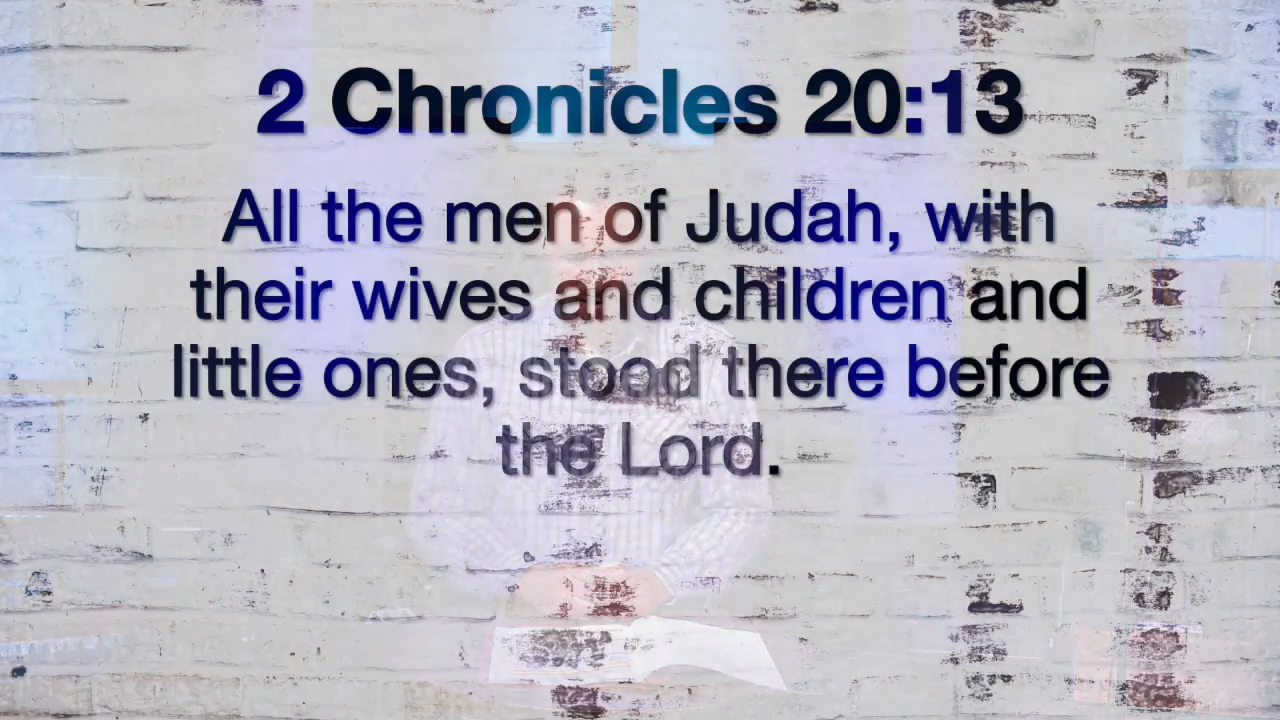 2 Chronicles 20:13
All the men of Judah, with
their wives and children and
little ones, stood there before
the Lord.